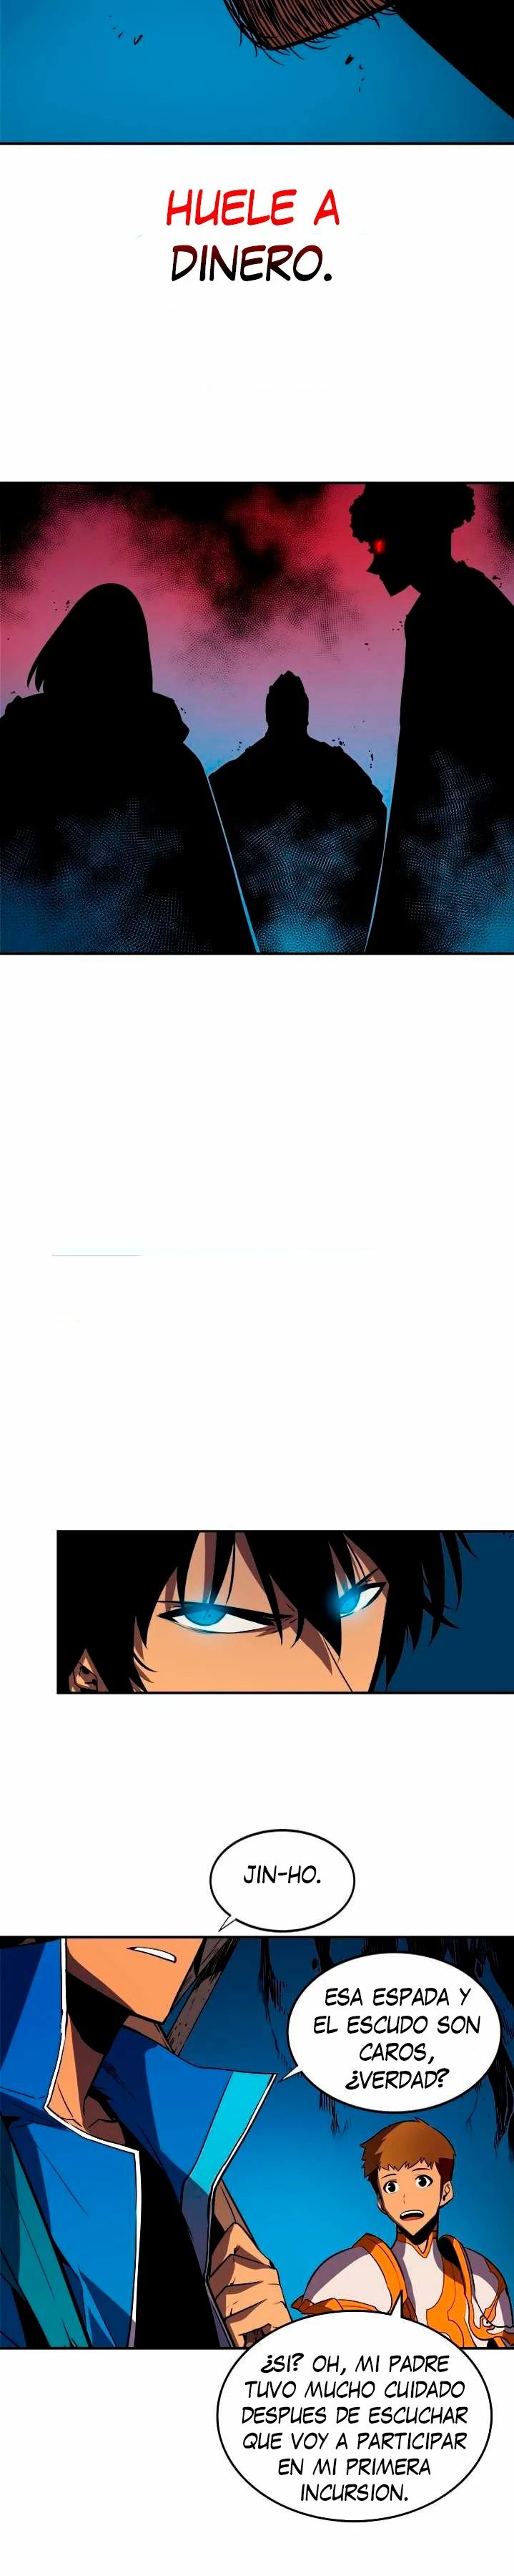 HUELE A
DINERO.
JIN-HO.
ESA ESPADA Y
EL ESCUDO SON
CAROS,
¿VERDAD?
¿SI? OH, MI PADRE
TUVO MUCHO CUIDADO
DESPUES DE ESCUCHAR
QUE VOY A PARTICIPAR
EN MI PRIMERA
INCURSION.